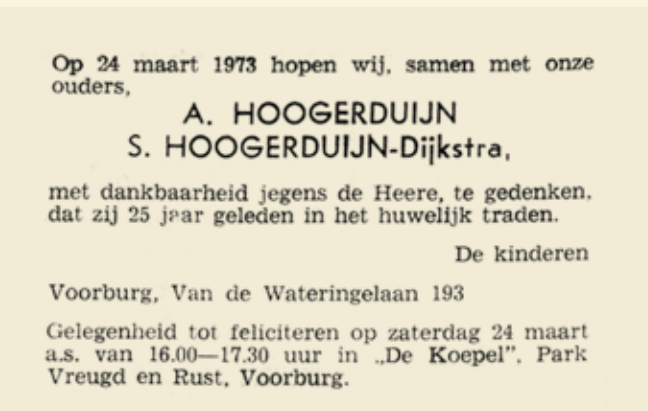 Op 24 maart 1973 hopen wij, samen met onze
ouders,
A. HOOGERDUIJN
S. HOOGERDUIJN-Dijkstra,
met dankbaarheid jegens de Heere, te gedenken,
dat zij 25 jaar geleden in het huwelijk traden.
De kinderen
Voorburg, Van de Wateringelaan 193
Gelegenheid tot feliciteren op zaterdag 24 maart
a.s. van 16.00—17.30 uur in „De Koepel”, Park
Vreugd en Rust, Voorburg.